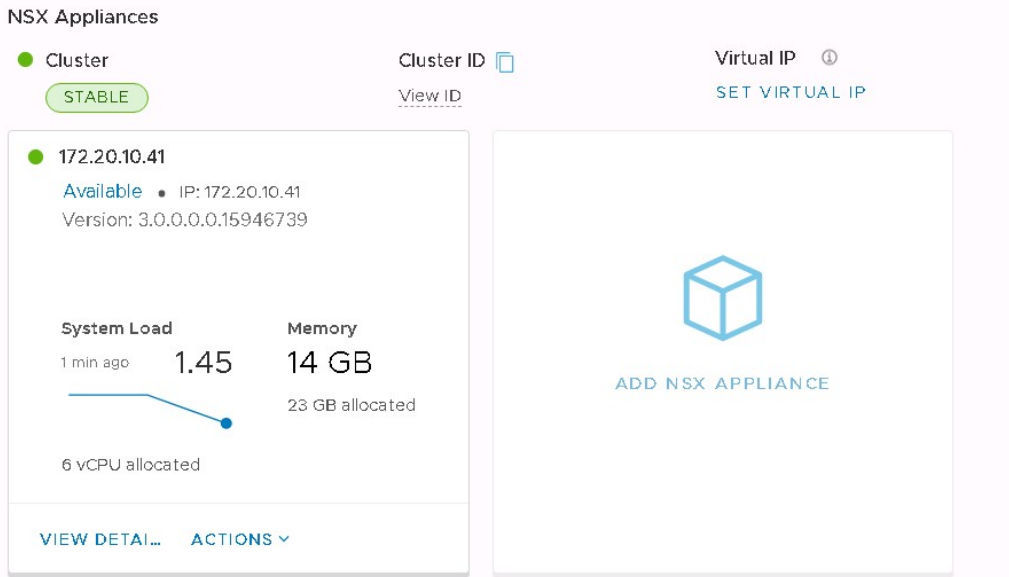 NSX Appliances
Cluster
STABLE
Cluster ID
View ID
Virtual IP
SET VIRTUAL IP
172.20.10.41
Available • IP: 172.20.10.41
Version: 3.0.0.0.0.15946739
System Load
1 min ago 1.45
6 vCPU allocated
Memory
14 GB
23 GB allocated
VIEW DETAI... ACTIONS
ADD NSX APPLIANCE